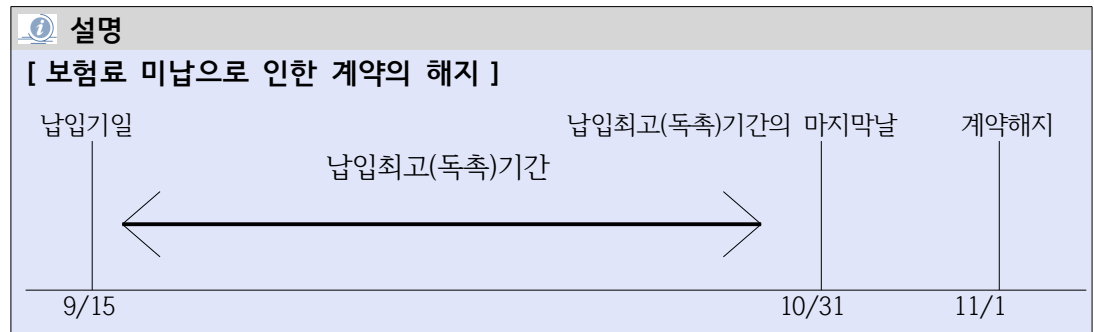 설명
[ 보험료 미납으로 인한 계약의 해지 ]
납입기일 납입최고(독촉)기간의 마지막날 계약해지
납입최고(독촉)기간
9/15 10/31 11/1